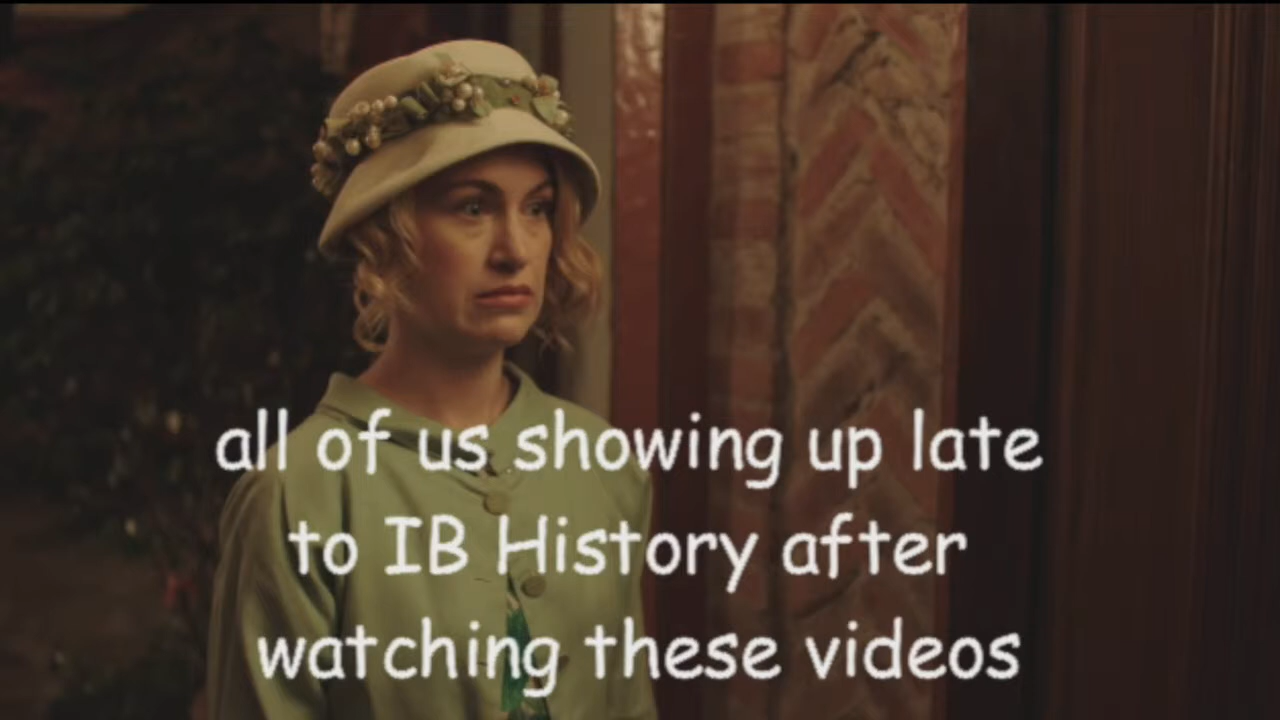 all of us showing up late
to IB History after
watching these videos